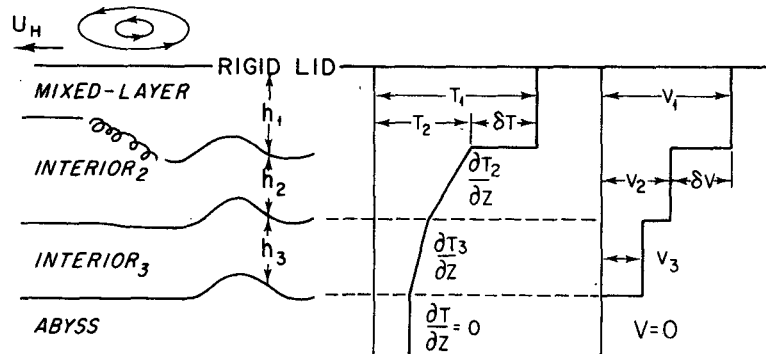 U_H
RIGID LID
MIXED-LAYER
h_1
INTERIOR_2
h_2
INTERIOR_3
h_3
ABYSS
T_1
T_2
δT
∂T_2/∂Z
∂T_3/∂Z
∂T/∂Z = 0
V_1
V_2
δV
V_3
V=0